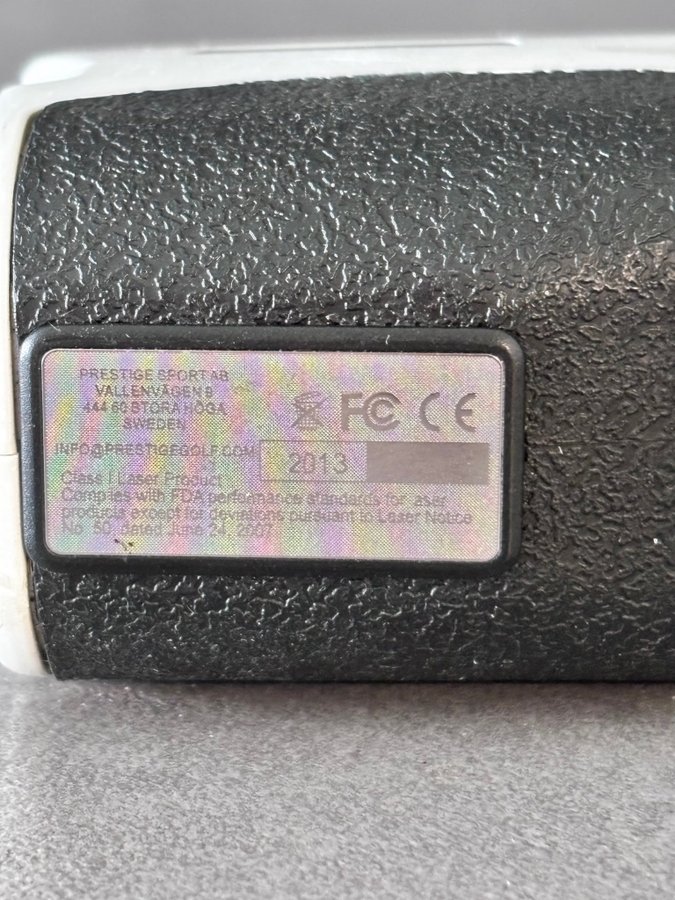 PRESTIGE SPORT AB
VALLENVÄGEN 9
444 60 STORA HÖGA
SWEDEN
FC CE
INFO@PRESTIGEGOLF.COM
2013
Class I Laser Product
Complies with FDA performance standards for laser
products except for deviations pursuant to Laser Notice
No. 50, dated June 24, 2007